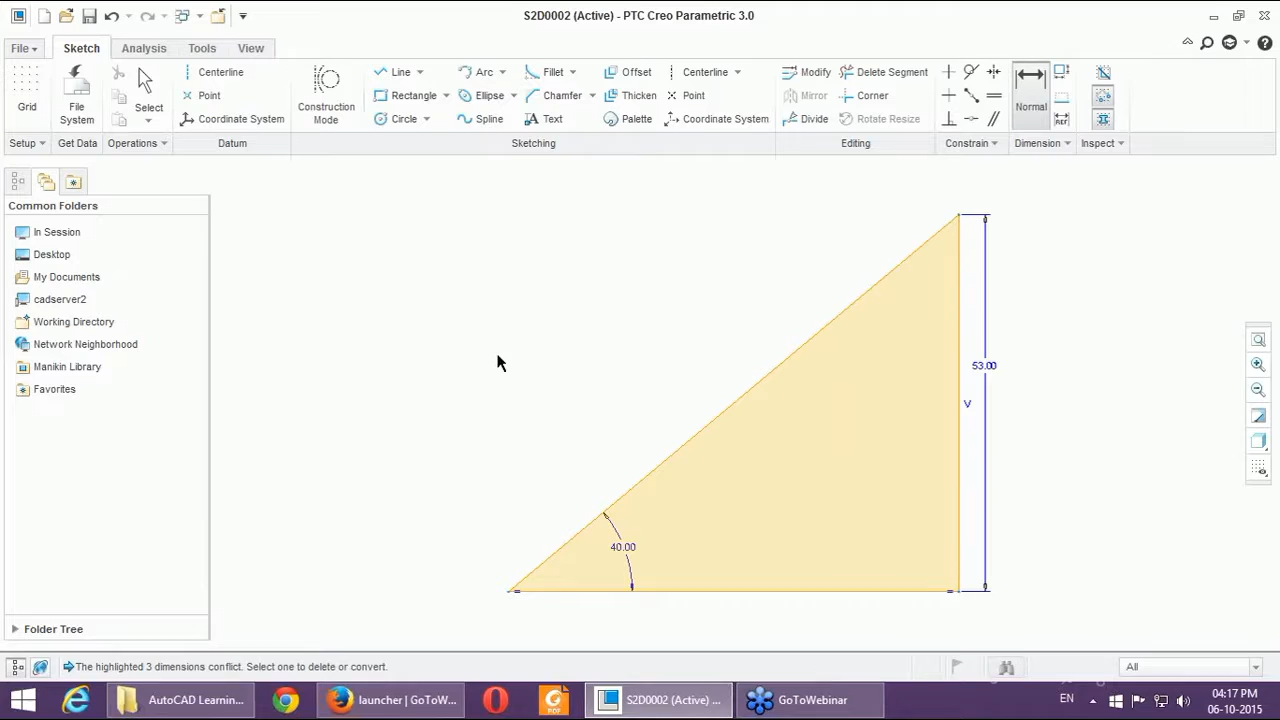 S2D0002 (Active) - PTC Creo Parametric 3.0
File Sketch Analysis Tools View
Grid
File System
Select
Centerline
Point
Coordinate System
Construction Mode
Line Arc Fillet Offset Centerline
Rectangle Ellipse Chamfer Thicken Point
Circle Spline Text Palette Coordinate System
Modify Delete Segment
Mirror Corner
Divide Rotate Resize
Normal
REF
Setup Get Data Operations Datum Sketching Editing Constrain Dimension Inspect
Common Folders
In Session
Desktop
My Documents
cadserver2
Working Directory
Network Neighborhood
Manikin Library
Favorites
53.00
V
40.00
Folder Tree
The highlighted 3 dimensions conflict. Select one to delete or convert.
All
AutoCAD Learnin...
launcher | GoToW...
PDF
S2D0002 (Active) ...
GoToWebinar
EN
04:17 PM
06-10-2015